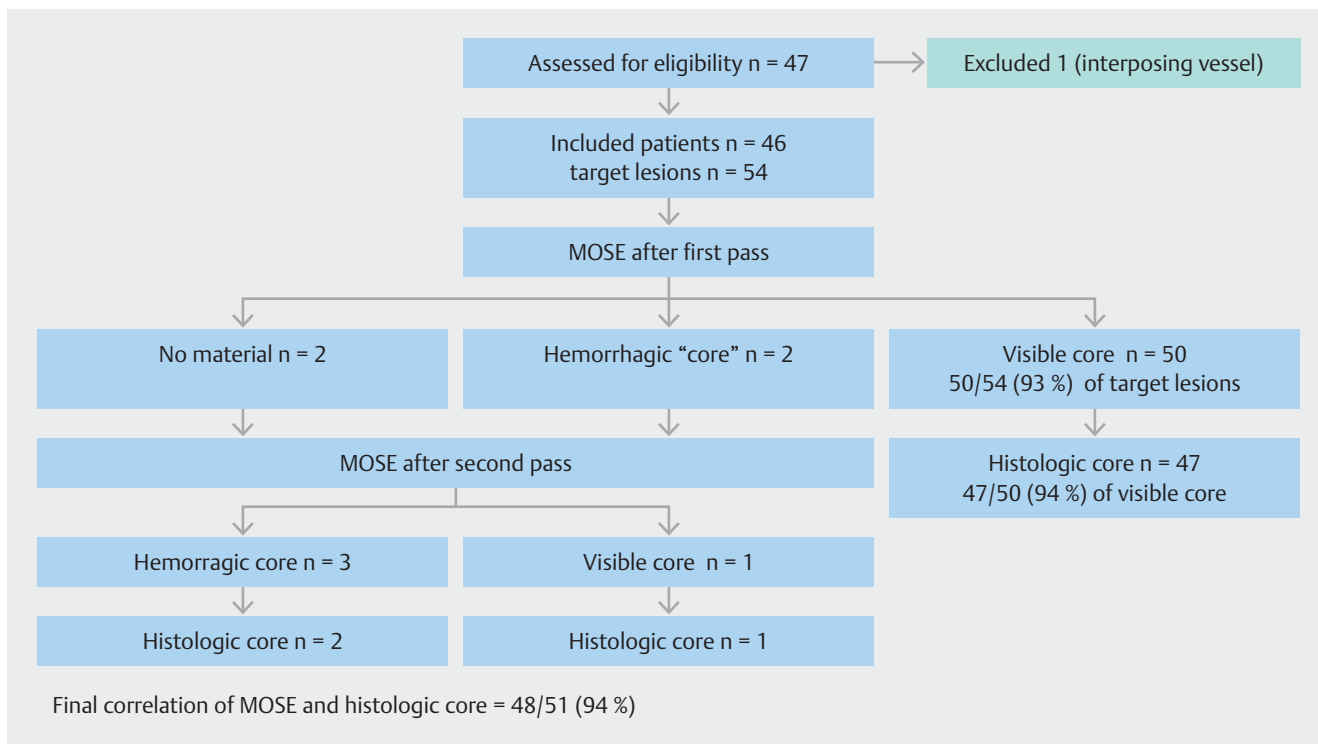 Assessed for eligibility n = 47
Excluded 1 (interposing vessel)
Included patients n = 46
target lesions n = 54
MOSE after first pass
No material n = 2
Hemorrhagic “core” n = 2
Visible core n = 50
50/54 (93 %) of target lesions
MOSE after second pass
Histologic core n = 47
47/50 (94 %) of visible core
Hemorragic core n = 3
Visible core n = 1
Histologic core n = 2
Histologic core n = 1
Final correlation of MOSE and histologic core = 48/51 (94 %)